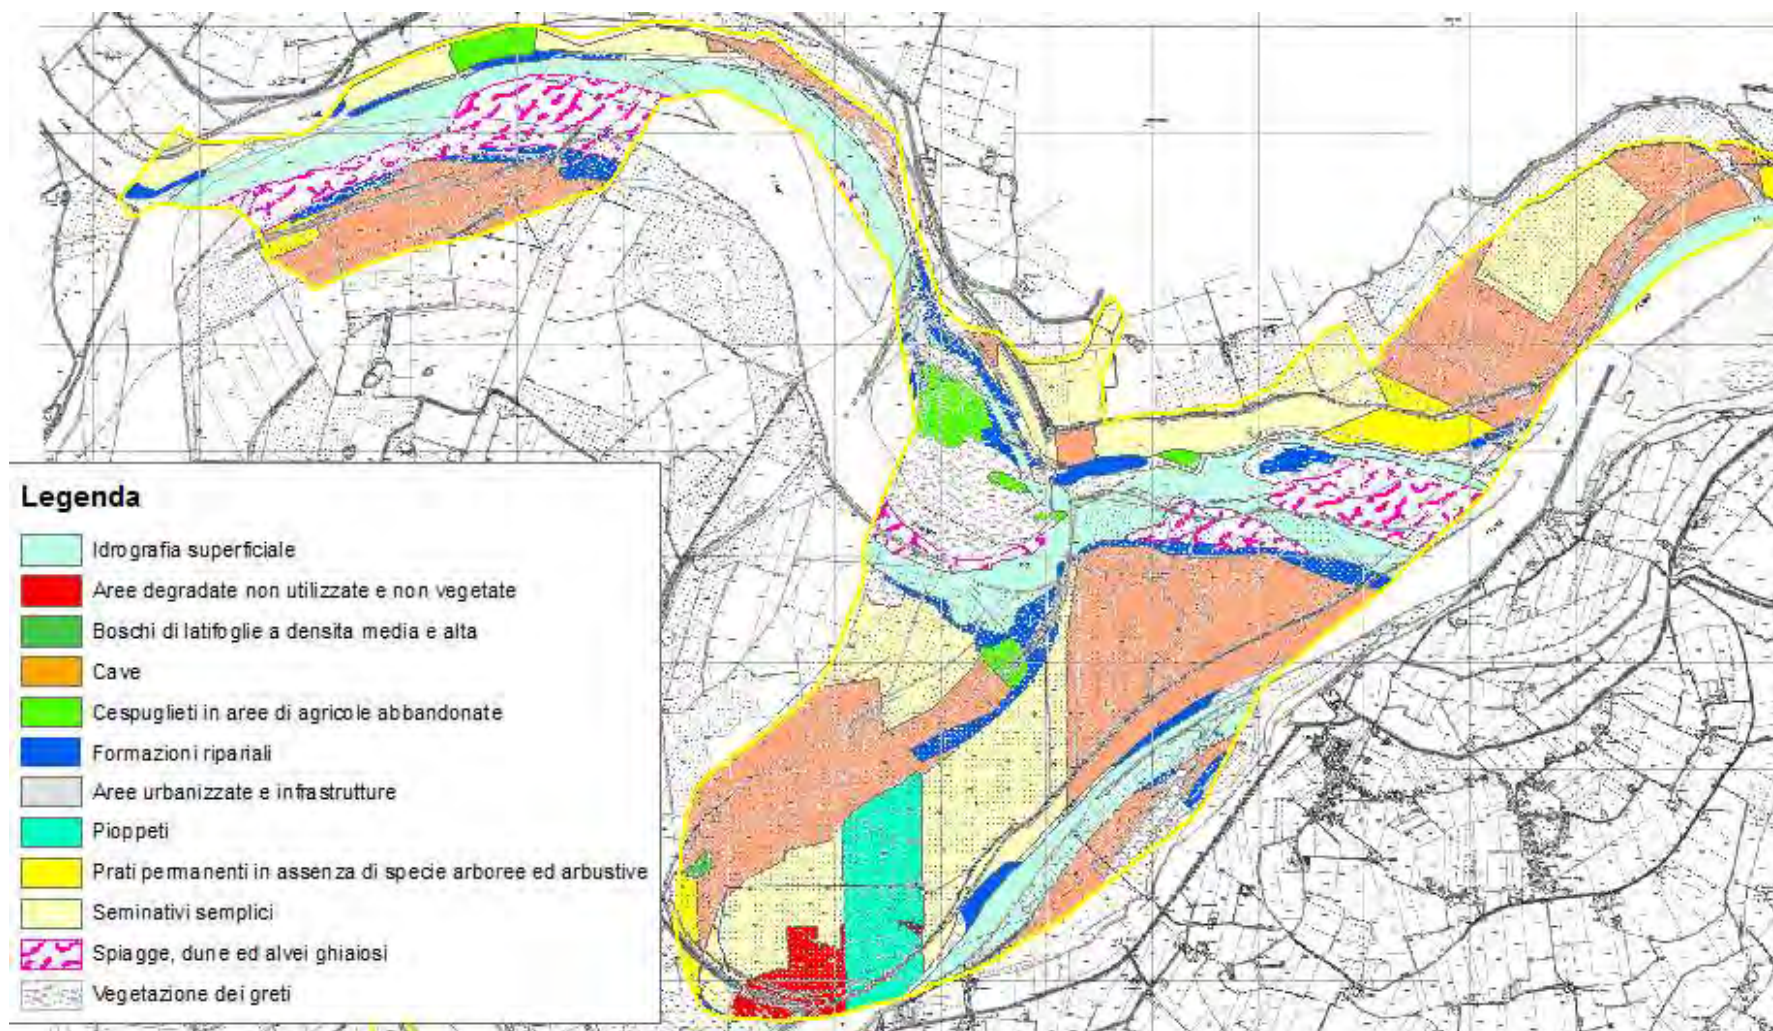 Legenda
Idrografia superficiale
Aree degradate non utilizzate e non vegetate
Boschi di latifoglie a densita media e alta
Cave
Cespuglieti in aree di agricole abbandonate
Formazioni ripariali
Aree urbanizzate e infrastrutture
Pioppeti
Prati permanenti in assenza di specie arboree ed arbustive
Seminativi semplici
Spiagge, dune ed alvei ghiaiosi
Vegetazione dei greti